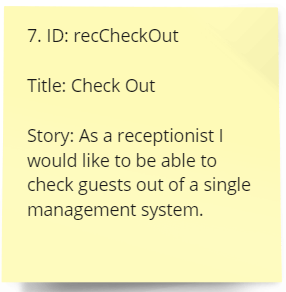 7. ID: recCheckOut
Title: Check Out
Story: As a receptionist I
would like to be able to
check guests out of a single
management system.